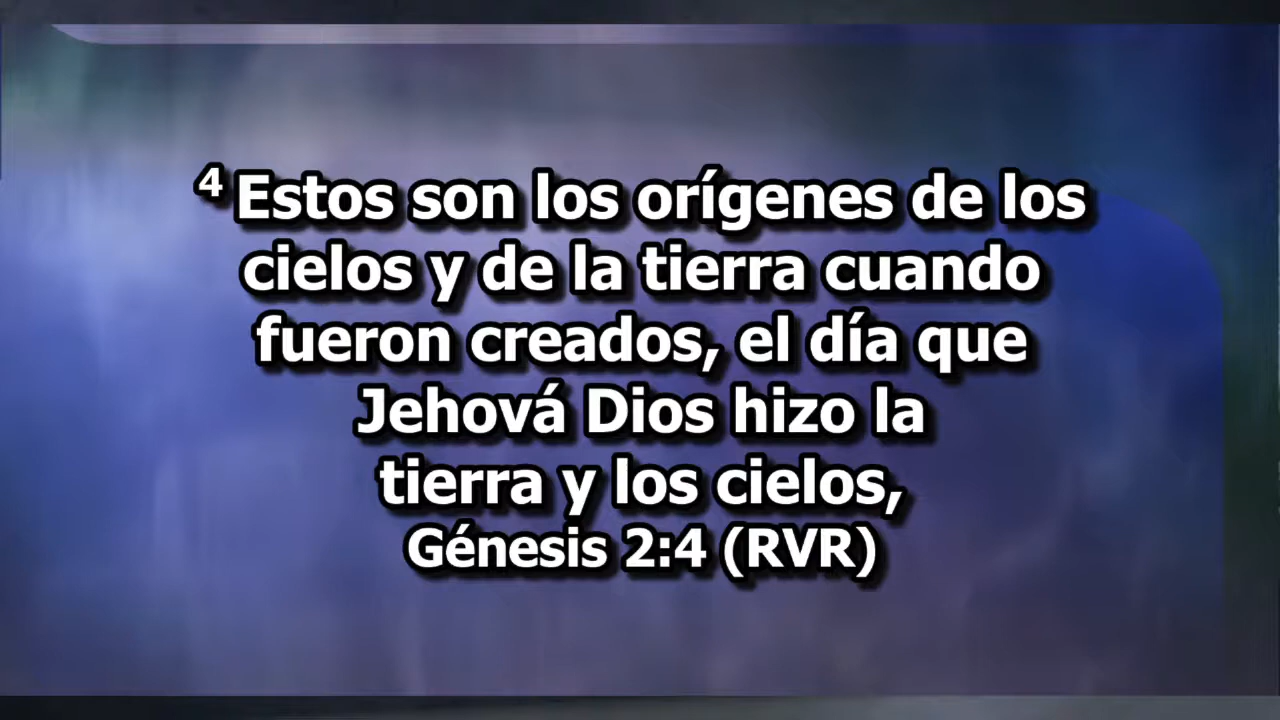 4 Estos son los orígenes de los
cielos y de la tierra cuando
fueron creados, el día que
Jehová Dios hizo la
tierra y los cielos,
Génesis 2:4 (RVR)